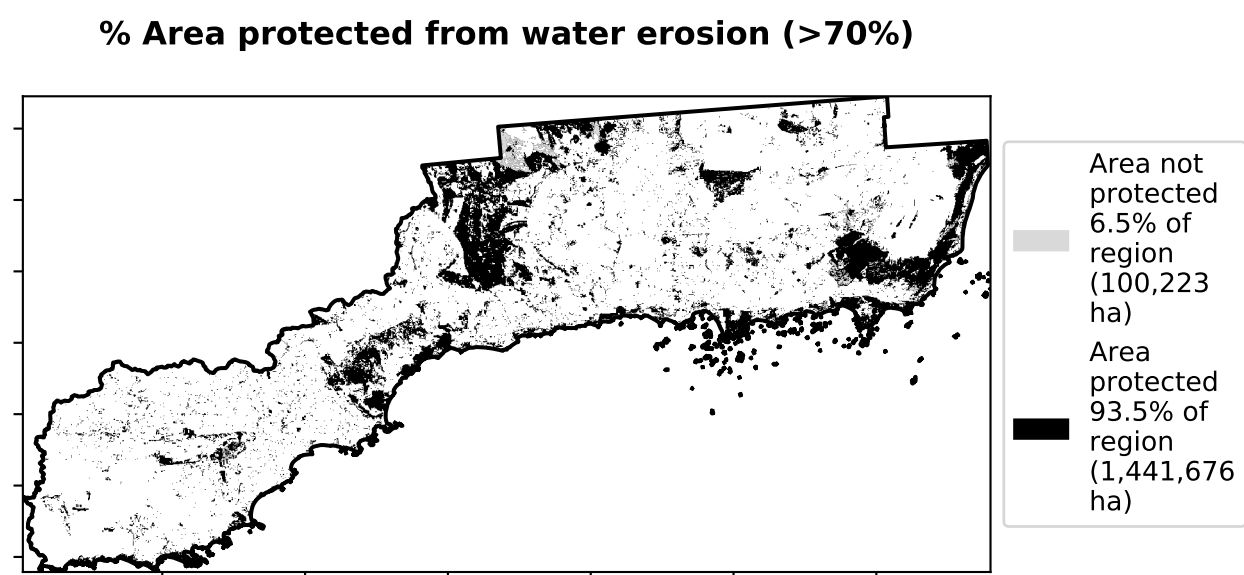 % Area protected from water erosion (>70%)
Area not
protected
6.5% of
region
(100,223
ha)
Area
protected
93.5% of
region
(1,441,676
ha)